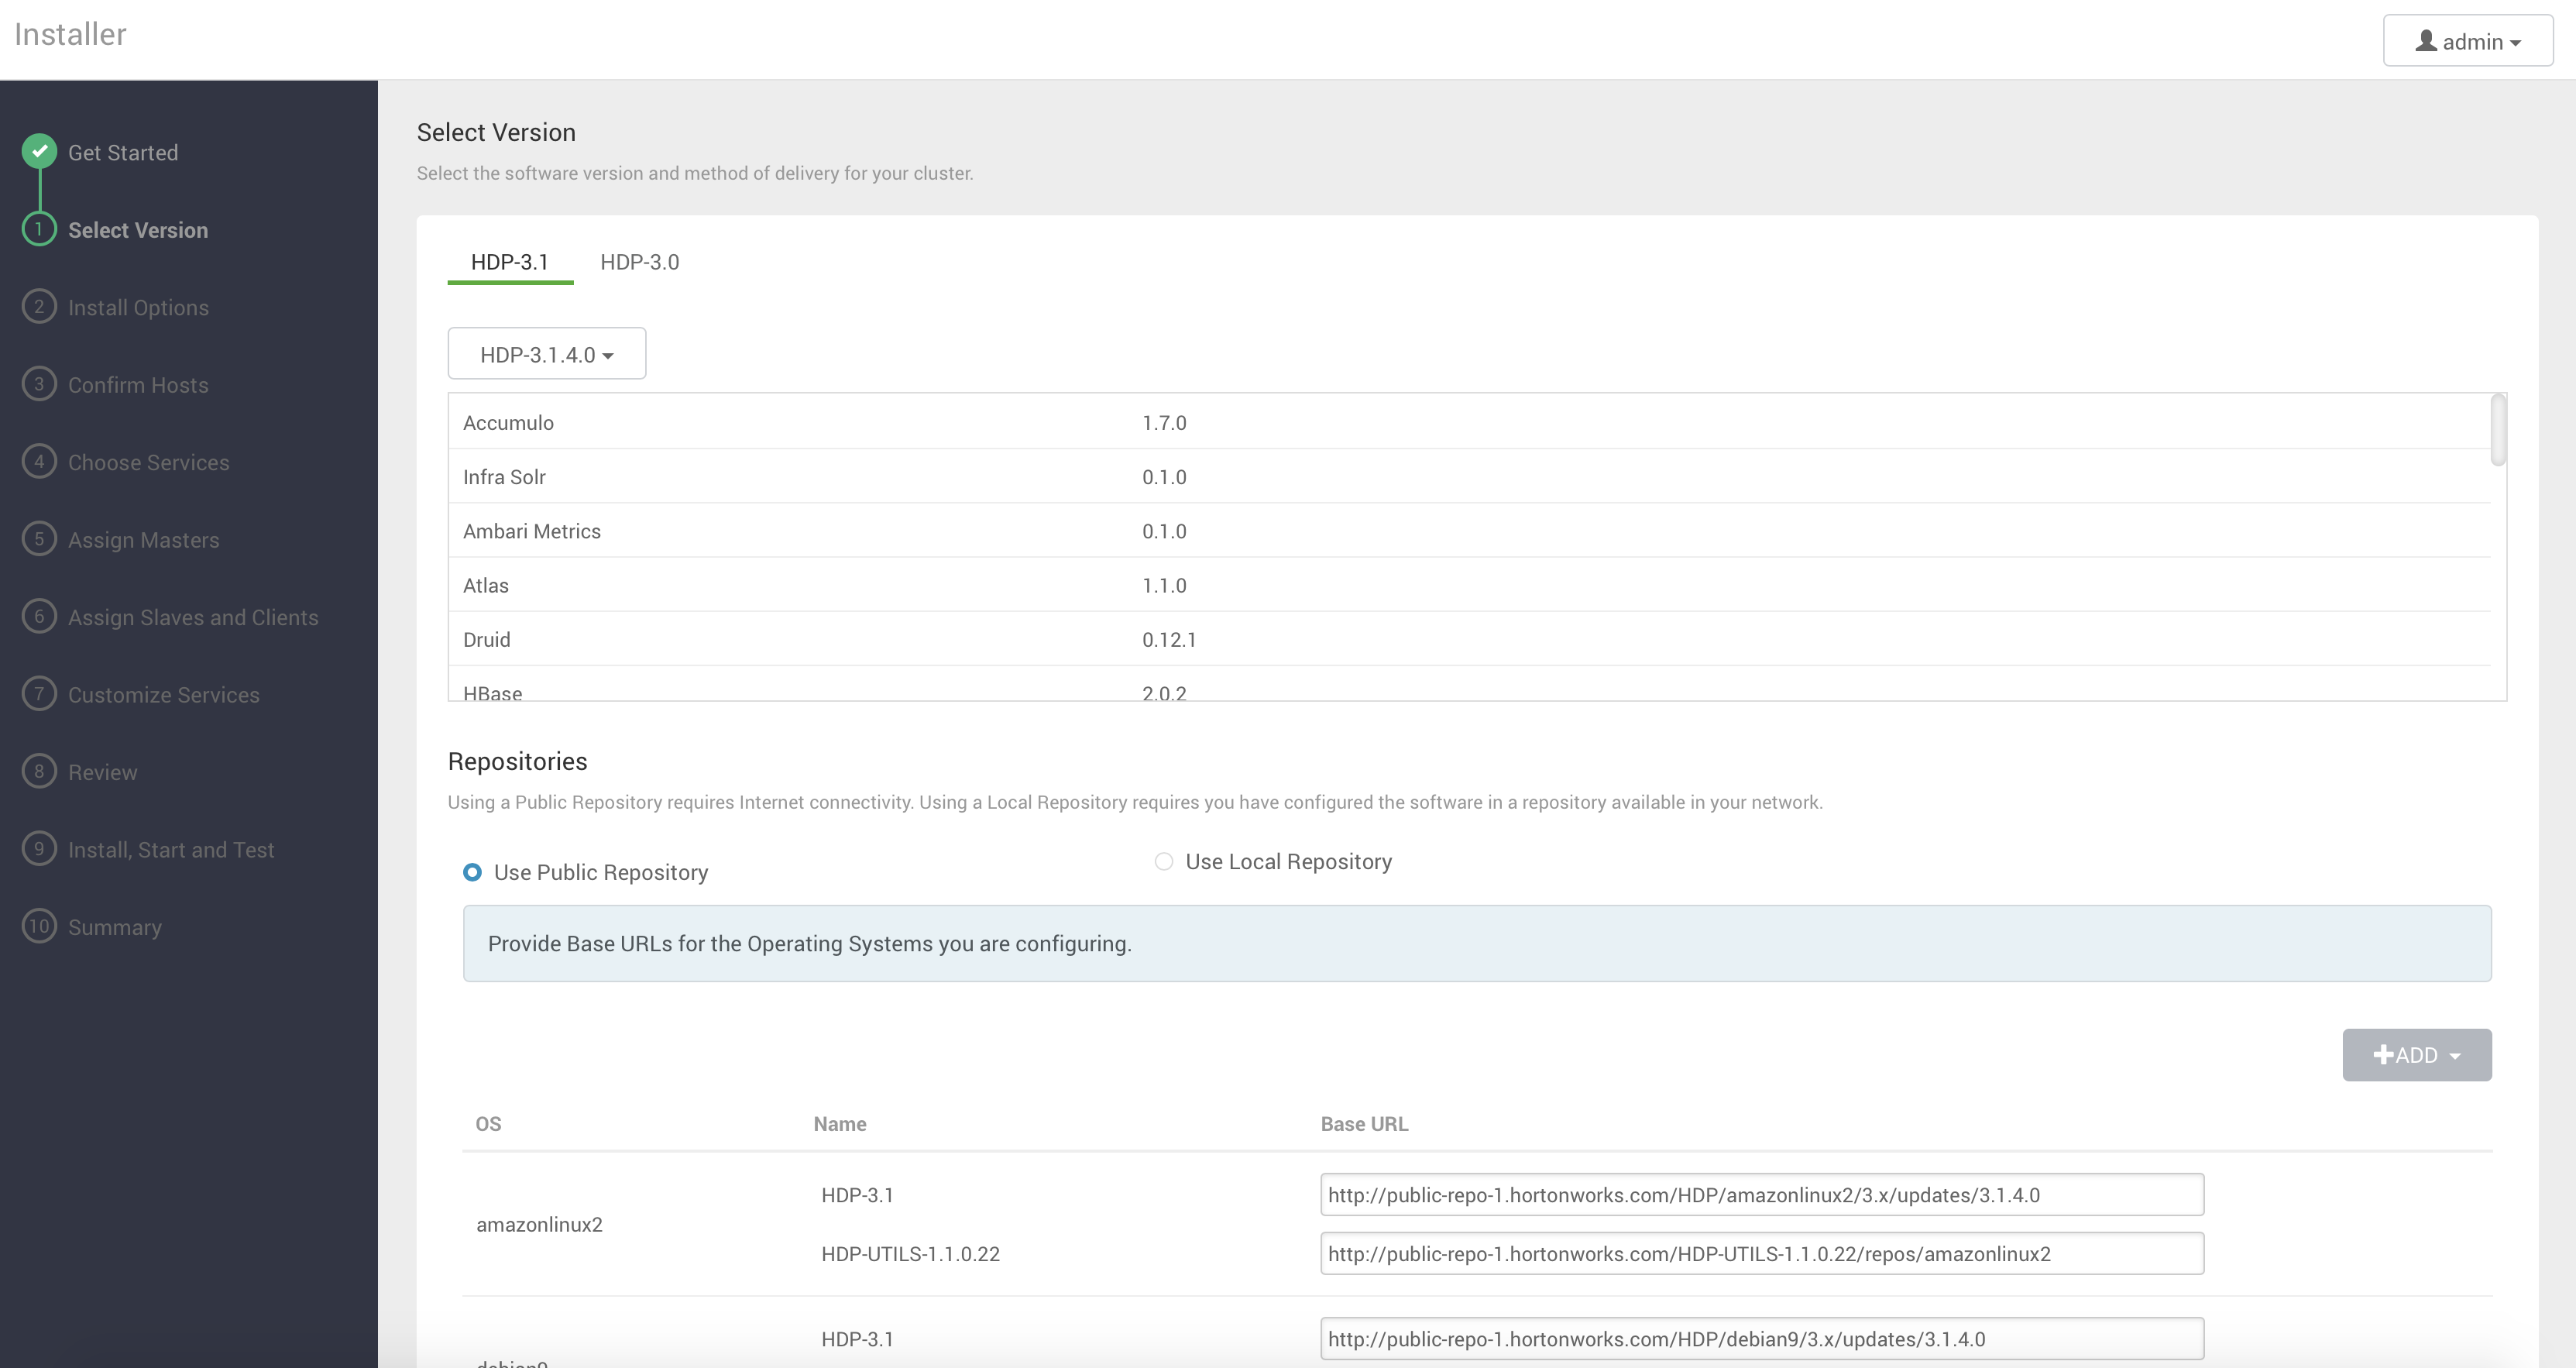 Installer
admin
Get Started
1 Select Version
2 Install Options
3 Confirm Hosts
4 Choose Services
5 Assign Masters
6 Assign Slaves and Clients
7 Customize Services
8 Review
9 Install, Start and Test
10 Summary
Select Version
Select the software version and method of delivery for your cluster.
HDP-3.1 HDP-3.0
HDP-3.1.4.0
Accumulo 1.7.0
Infra Solr 0.1.0
Ambari Metrics 0.1.0
Atlas 1.1.0
Druid 0.12.1
HBase 2.0.2
Repositories
Using a Public Repository requires Internet connectivity. Using a Local Repository requires you have configured the software in a repository available in your network.
Use Public Repository Use Local Repository
Provide Base URLs for the Operating Systems you are configuring.
ADD
OS Name Base URL
HDP-3.1 http://public-repo-1.hortonworks.com/HDP/amazonlinux2/3.x/updates/3.1.4.0
amazonlinux2
HDP-UTILS-1.1.0.22 http://public-repo-1.hortonworks.com/HDP-UTILS-1.1.0.22/repos/amazonlinux2
HDP-3.1 http://public-repo-1.hortonworks.com/HDP/debian9/3.x/updates/3.1.4.0
debian9